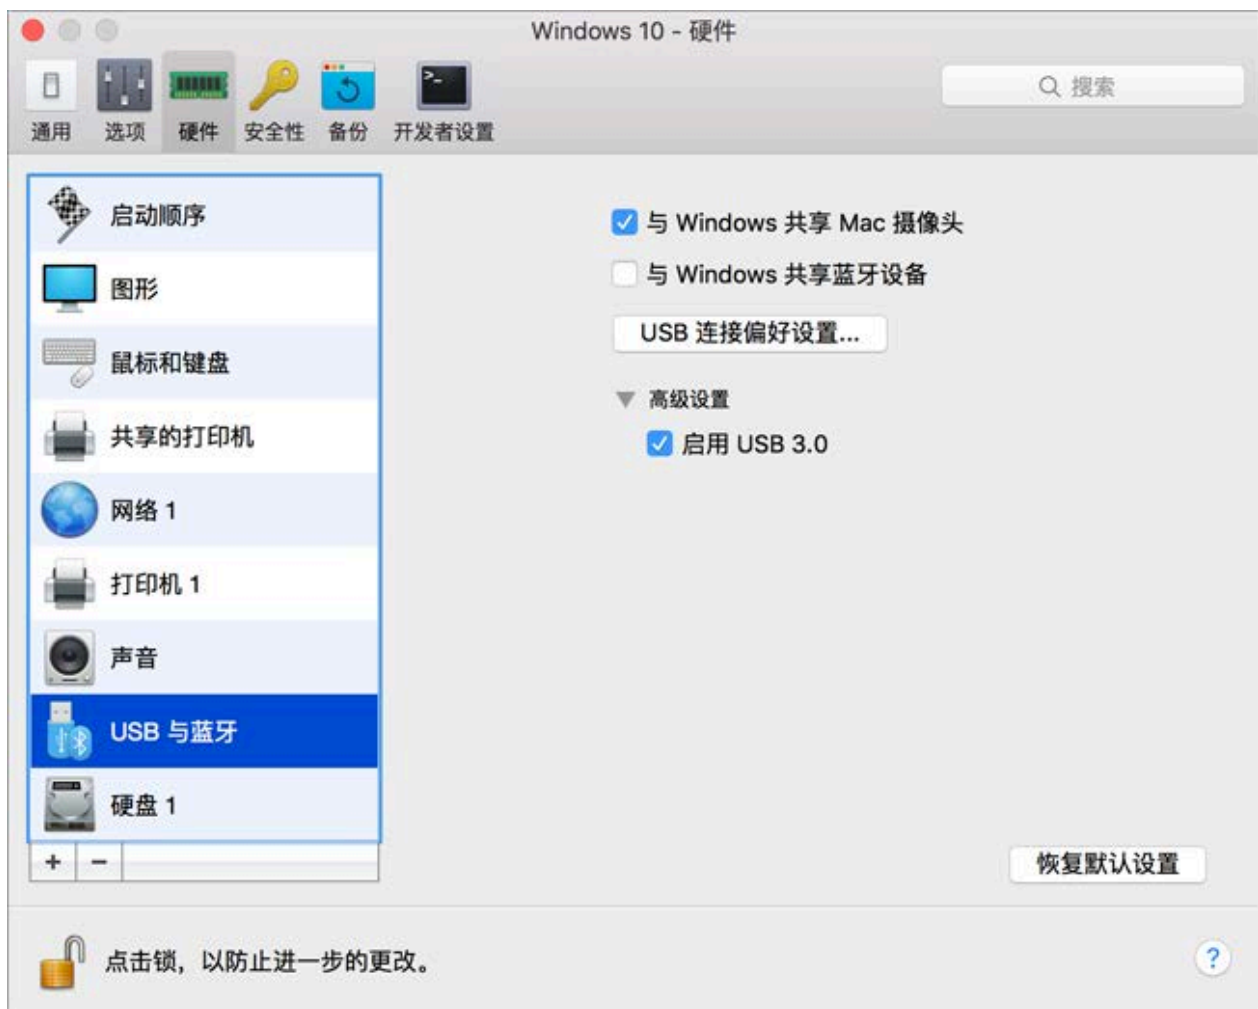 Windows 10 - 硬件
通用 选项 硬件 安全性 备份 开发者设置
搜索
启动顺序
图形
鼠标和键盘
共享的打印机
网络 1
打印机 1
声音
USB 与蓝牙
硬盘 1
+ −
与 Windows 共享 Mac 摄像头
与 Windows 共享蓝牙设备
USB 连接偏好设置...
高级设置
启用 USB 3.0
恢复默认设置
点击锁，以防止进一步的更改。
?